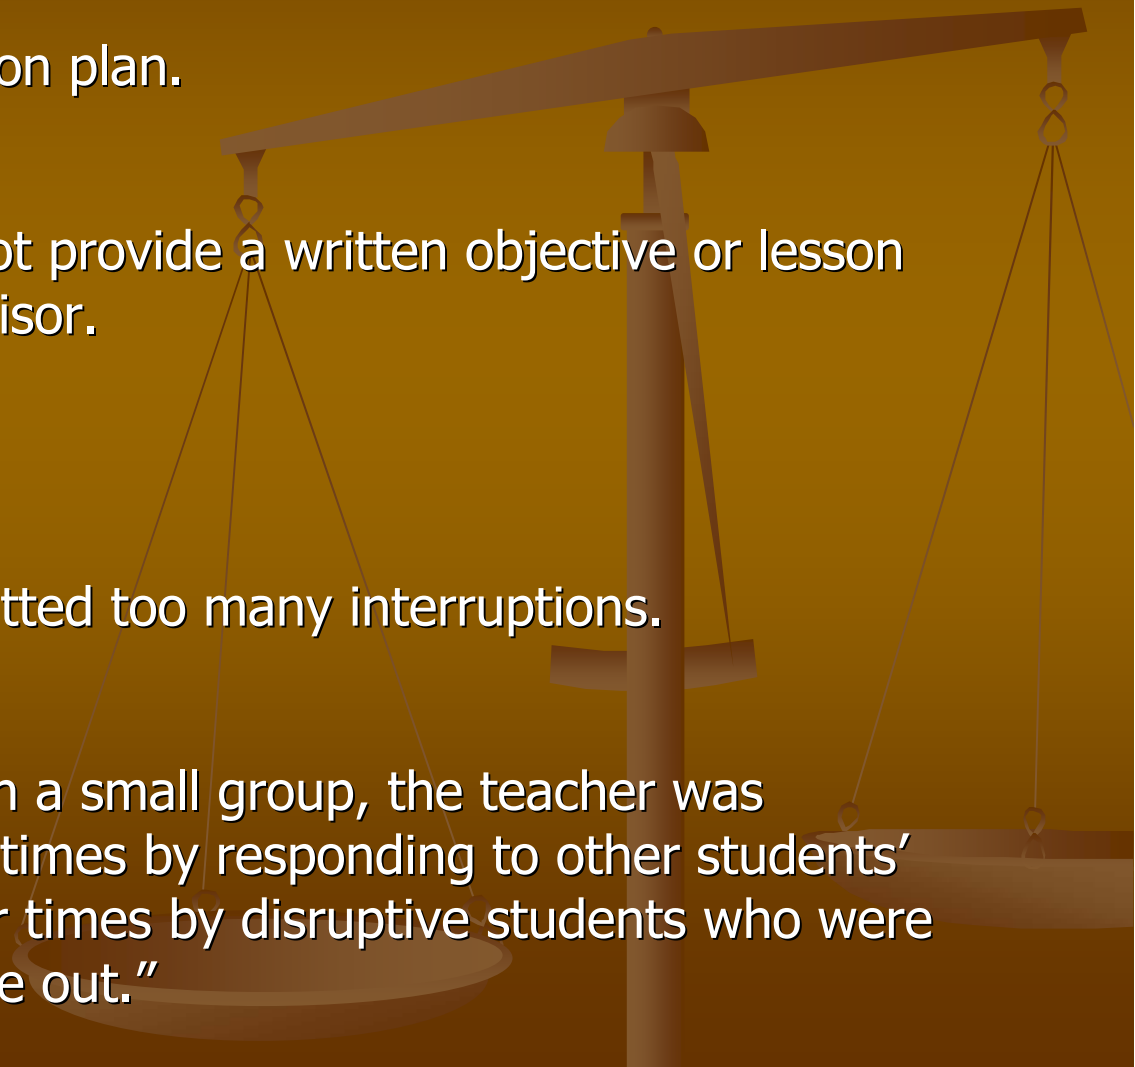 on plan.
ot provide a written objective or lesson
isor.
tted too many interruptions.
n a small group, the teacher was
times by responding to other students’
r times by disruptive students who were
e out.”